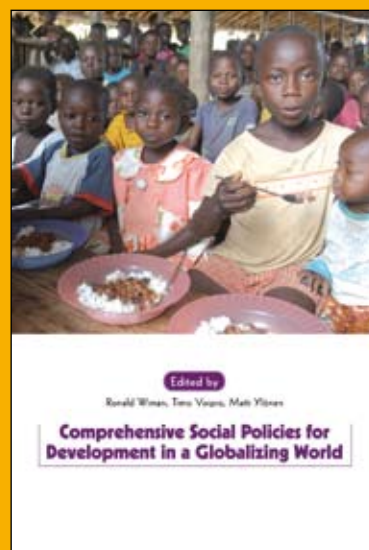 Edited by
Ronald Wiman, Timo Voipio, Matti Ylönen
Comprehensive Social Policies for
Development in a Globalizing World